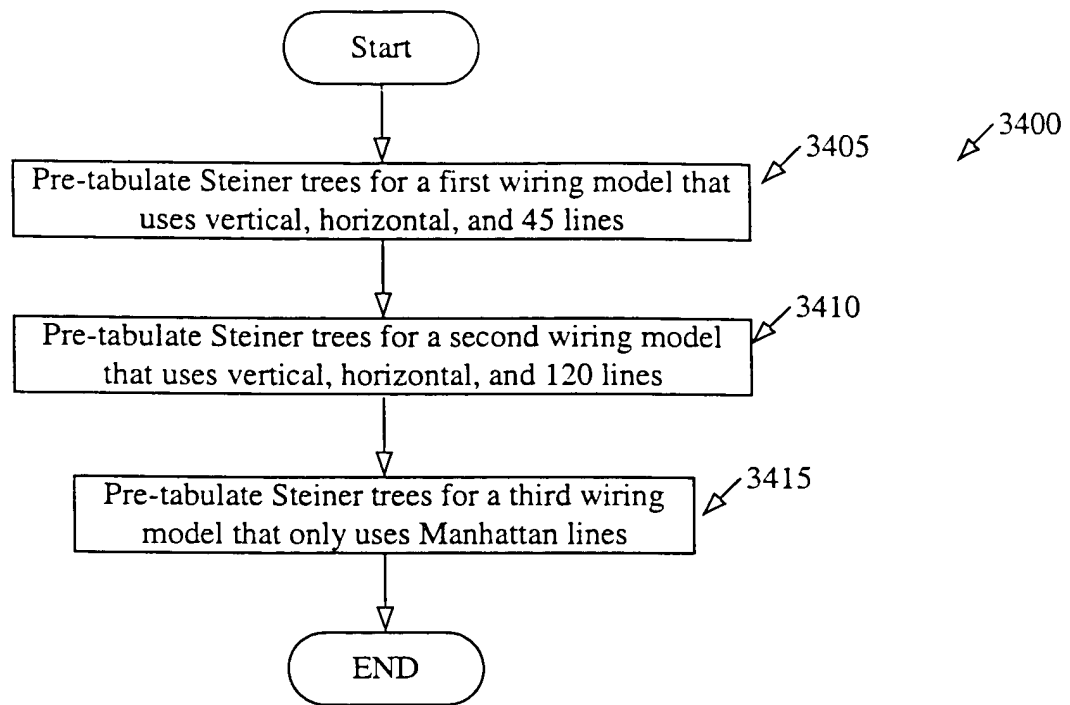 Start
3400
3405
Pre-tabulate Steiner trees for a first wiring model that
uses vertical, horizontal, and 45 lines
3410
Pre-tabulate Steiner trees for a second wiring model
that uses vertical, horizontal, and 120 lines
3415
Pre-tabulate Steiner trees for a third wiring
model that only uses Manhattan lines
END